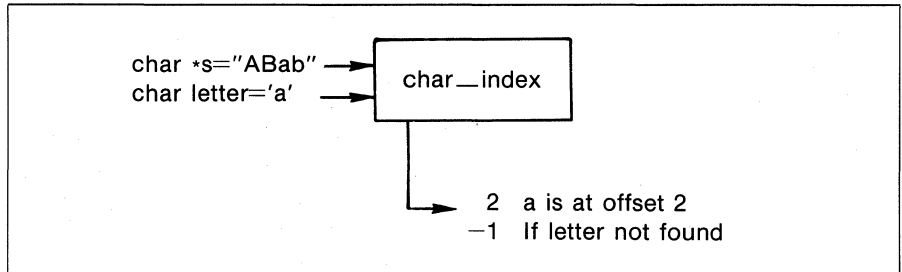 char *s="ABab"
char letter='a'
char_index
2 a is at offset 2
−1 If letter not found